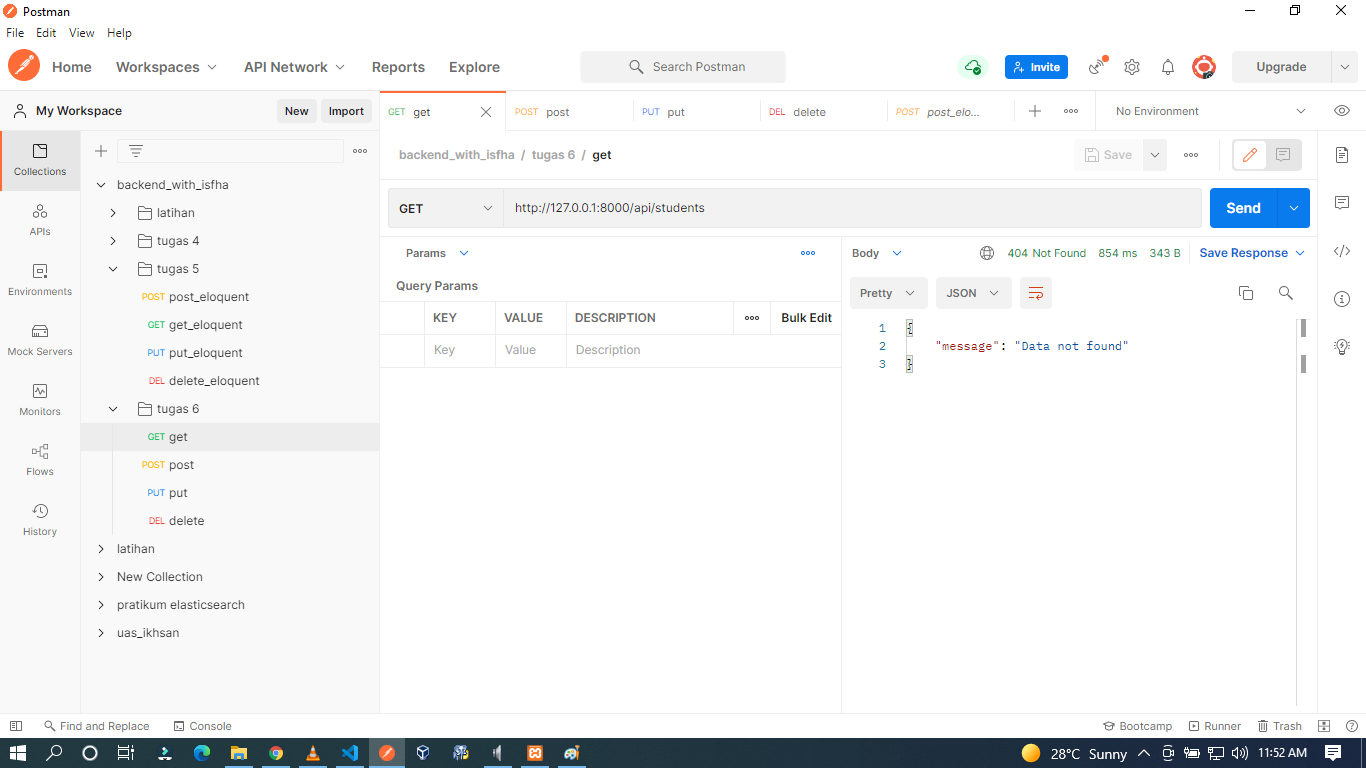 Postman
File Edit View Help
Home Workspaces API Network Reports Explore Search Postman Invite Upgrade
My Workspace New Import
GET get POST post PUT put DEL delete POST post_elo... No Environment
Collections
APIs
Environments
Mock Servers
Monitors
Flows
History
backend_with_isfha
latihan
tugas 4
tugas 5
POST post_eloquent
GET get_eloquent
PUT put_eloquent
DEL delete_eloquent
tugas 6
GET get
POST post
PUT put
DEL delete
latihan
New Collection
pratikum elasticsearch
uas_ikhsan
backend_with_isfha / tugas 6 / get Save
GET http://127.0.0.1:8000/api/students Send
Params
Query Params
KEY VALUE DESCRIPTION Bulk Edit
Key Value Description
Body 404 Not Found 854 ms 343 B Save Response
Pretty JSON
1 {
2 "message": "Data not found"
3 }
Find and Replace Console Bootcamp Runner Trash
28°C Sunny 11:52 AM